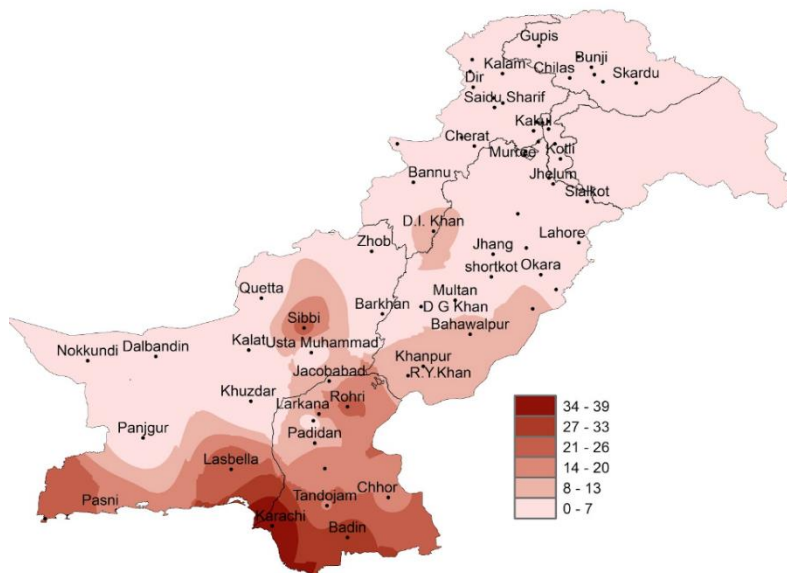 Gupis
Kalam
Chilas
Bunji
Dir
Skardu
Saidu Sharif
Kakul
Cherat
Murree
Kotli
Bannu
Jhelum
Sialkot
D.I. Khan
Zhob
Lahore
Jhang
shortkot
Okara
Quetta
Multan
Barkhan
D G Khan
Sibbi
Bahawalpur
Nokkundi
Dalbandin
Kalat
Usta Muhammad
Khanpur
Jacobabad
R.Y.Khan
Khuzdar
Larkana
Rohri
Panjgur
Padidan
Lasbella
Pasni
Tandojam
Chhor
Karachi
Badin
34 - 39
27 - 33
21 - 26
14 - 20
8 - 13
0 - 7